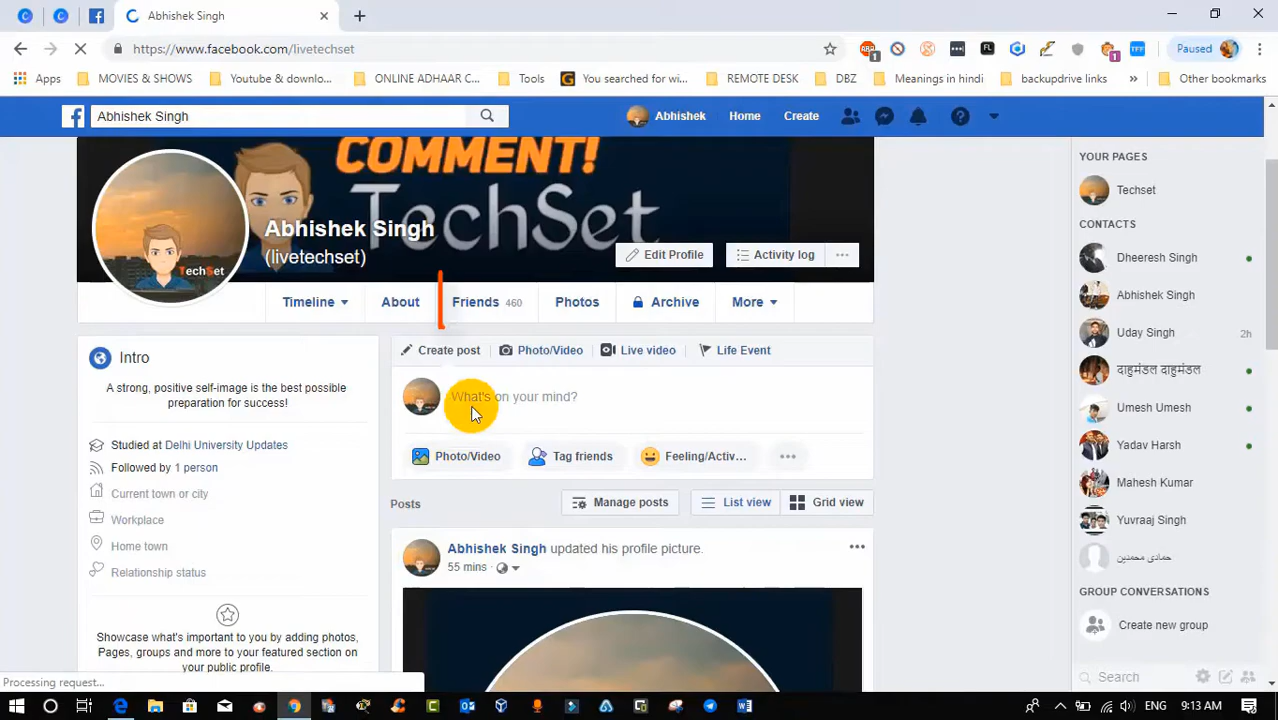 Abhishek Singh
https://www.facebook.com/livetechset
1
1
TFF
Paused
Apps
MOVIES & SHOWS
Youtube & downlo...
ONLINE ADHAAR C...
Tools
You searched for wi...
REMOTE DESK
DBZ
Meanings in hindi
backupdrive links
Other bookmarks
Abhishek Singh
Abhishek
Home
Create
COMMENT!
TechSet
TechSet
Abhishek Singh
(livetechset)
Edit Profile
Activity log
Timeline
About
Friends 460
Photos
Archive
More
Intro
A strong, positive self-image is the best possible
preparation for success!
Studied at Delhi University Updates
Followed by 1 person
Current town or city
Workplace
Home town
Relationship status
Showcase what's important to you by adding photos,
Pages, groups and more to your featured section on
your public profile.
Create post
Photo/Video
Live video
Life Event
What's on your mind?
Photo/Video
Tag friends
Feeling/Activ...
Posts
Manage posts
List view
Grid view
Abhishek Singh updated his profile picture.
55 mins
YOUR PAGES
Techset
CONTACTS
Dheeresh Singh
Abhishek Singh
Uday Singh
2h
दाहुमंडल दाहुमंडल
Umesh Umesh
Yadav Harsh
Mahesh Kumar
Yuvraaj Singh
حمادي محمدين
GROUP CONVERSATIONS
Create new group
Search
Processing request...
ENG
9:13 AM